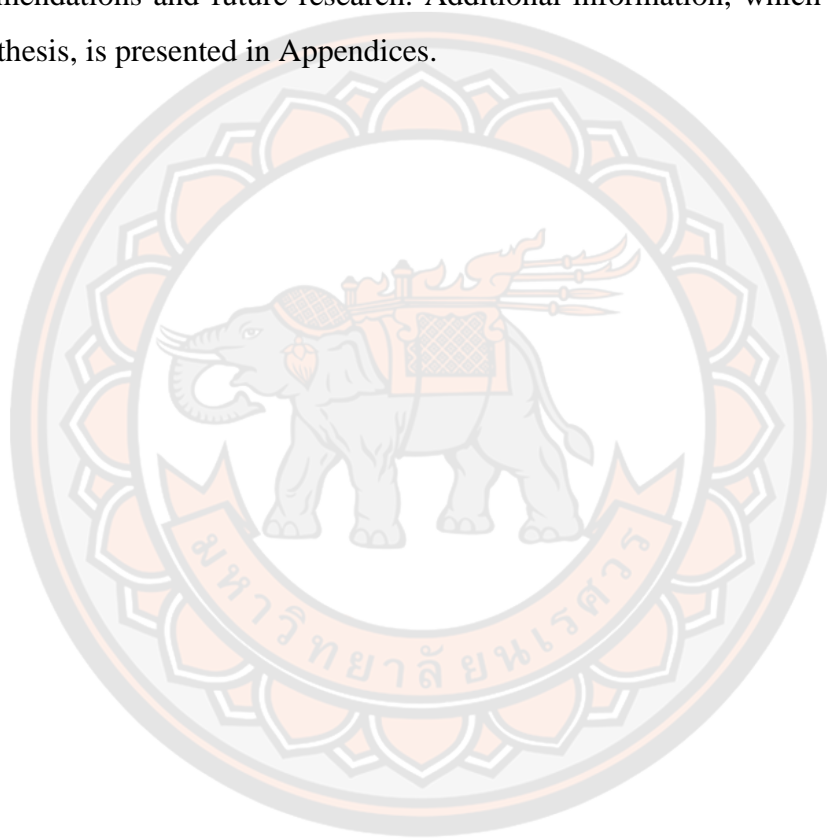 mendations and future research. Additional information, which
thesis, is presented in Appendices.
มหาวิทยาลัยนเรศวร